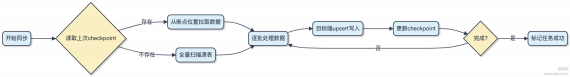 开始同步
读取上次checkpoint
存在
从断点位置拉取数据
不存在
全量扫描源表
逐批处理数据
目标端upsert写入
更新checkpoint
完成?
否
是
标记任务成功